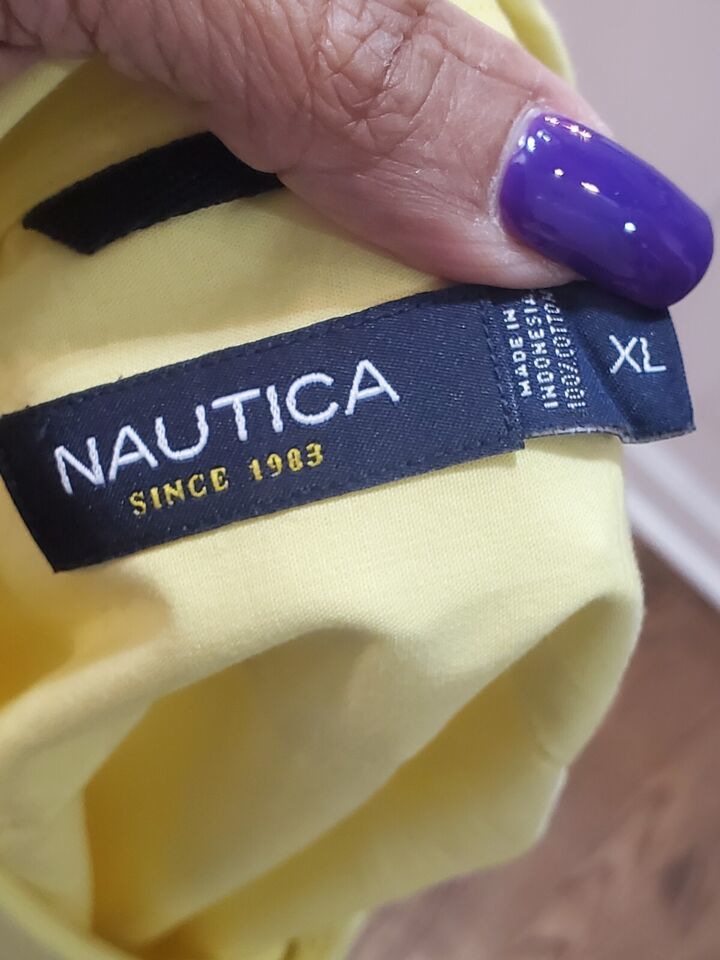 NAUTICA
SINCE 1983
MADE IN
INDONESIA
100% COTTON
XL